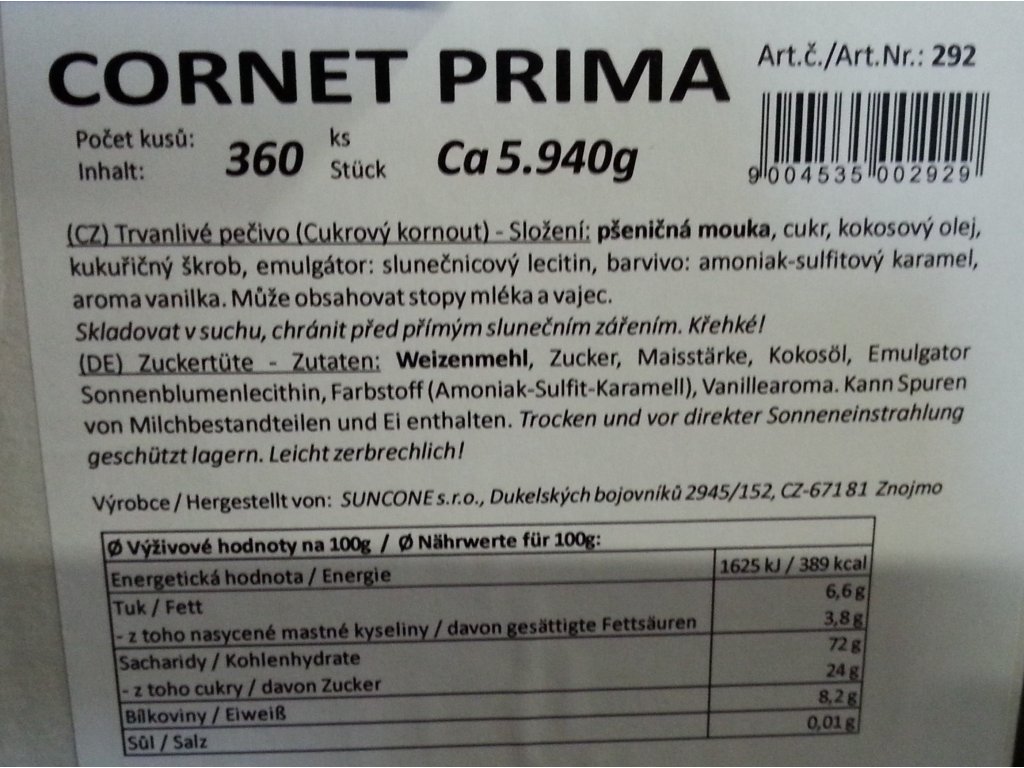 CORNET PRIMA
Art.č./Art.Nr.: 292
Počet kusů:
Inhalt:
360
ks
Stück
Ca 5.940g
9 004535 002929
(CZ) Trvanlivé pečivo (Cukrový kornout) - Složení: pšeničná mouka, cukr, kokosový olej,
kukuřičný škrob, emulgátor: slunečnicový lecitin, barvivo: amoniak-sulfitový karamel,
aroma vanilka. Může obsahovat stopy mléka a vajec.
Skladovat v suchu, chránit před přímým slunečním zářením. Křehké!
(DE) Zuckertüte - Zutaten: Weizenmehl, Zucker, Maisstärke, Kokosöl, Emulgator
Sonnenblumenlecithin, Farbstoff (Amoniak-Sulfit-Karamell), Vanillearoma. Kann Spuren
von Milchbestandteilen und Ei enthalten. Trocken und vor direkter Sonneneinstrahlung
geschützt lagern. Leicht zerbrechlich!
Výrobce / Hergestellt von: SUNCONE s.r.o., Dukelských bojovníků 2945/152, CZ-671 81 Znojmo
Ø Výživové hodnoty na 100g / Ø Nährwerte für 100g:
Energetická hodnota / Energie 1625 kJ / 389 kcal
Tuk / Fett 6,6 g
- z toho nasycené mastné kyseliny / davon gesättigte Fettsäuren 3,8 g
Sacharidy / Kohlenhydrate 72 g
- z toho cukry / davon Zucker 24 g
Bílkoviny / Eiweiß 8,2 g
Sůl / Salz 0,01 g